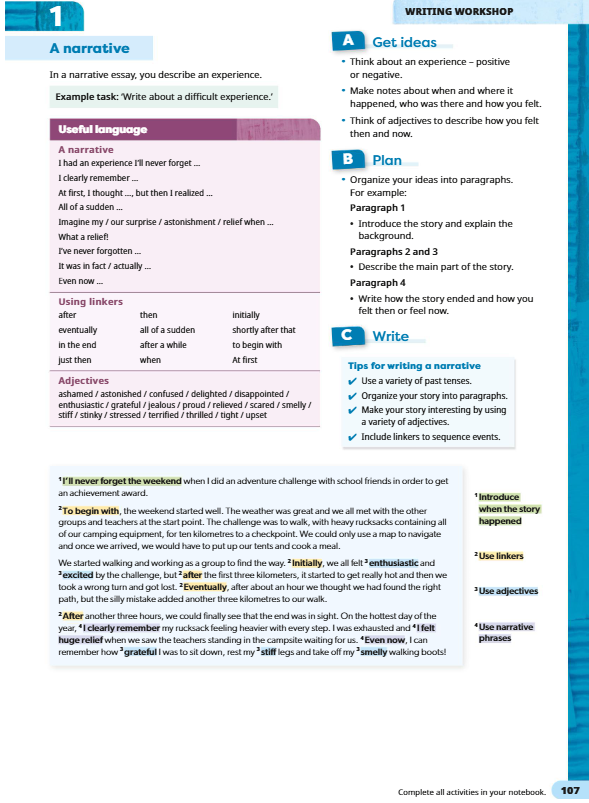 1
WRITING WORKSHOP
A narrative
In a narrative essay, you describe an experience.
Example task: ‘Write about a difficult experience.’
Useful language
A narrative
I had an experience I’ll never forget ...
I clearly remember ...
At first, I thought ..., but then I realized ...
All of a sudden ...
Imagine my / our surprise / astonishment / relief when ...
What a relief!
I’ve never forgotten ...
It was in fact / actually ...
Even now ...
Using linkers
after then initially
eventually all of a sudden shortly after that
in the end after a while to begin with
just then when At first
Adjectives
ashamed / astonished / confused / delighted / disappointed /
enthusiastic / grateful / jealous / proud / relieved / scared / smelly /
stiff / stinky / stressed / terrified / thrilled / tight / upset
A Get ideas
• Think about an experience – positive
or negative.
• Make notes about when and where it
happened, who was there and how you felt.
• Think of adjectives to describe how you felt
then and now.
B Plan
• Organize your ideas into paragraphs.
For example:
Paragraph 1
• Introduce the story and explain the
background.
Paragraphs 2 and 3
• Describe the main part of the story.
Paragraph 4
• Write how the story ended and how you
felt then or feel now.
C Write
Tips for writing a narrative
✔ Use a variety of past tenses.
✔ Organize your story into paragraphs.
✔ Make your story interesting by using
a variety of adjectives.
✔ Include linkers to sequence events.
1 I’ll never forget the weekend when I did an adventure challenge with school friends in order to get
an achievement award.
2 To begin with, the weekend started well. The weather was great and we all met with the other
groups and teachers at the start point. The challenge was to walk, with heavy rucksacks containing all
of our camping equipment, for ten kilometers to a checkpoint. We could only use a map to navigate
and once we arrived, we would have to put up our tents and cook a meal.
We started walking and working as a group to find the way. 2 Initially, we all felt 3 enthusiastic and
3 excited by the challenge, but 2 after the first three kilometers, it started to get really hot and then we
took a wrong turn and got lost. 2 Eventually, after about an hour we thought we had found the right
path, but the silly mistake added another three kilometers to our walk.
2 After another three hours, we could finally see that the end was in sight. On the hottest day of the
year, 4 I clearly remember my rucksack feeling heavier with every step. I was exhausted and 4 I felt
huge relief when we saw the teachers standing in the campsite waiting for us. 4 Even now, I can
remember how 3 grateful I was to sit down, rest my 3 stiff legs and take off my 3 smelly walking boots!
1 Introduce
when the story
happened
2 Use linkers
3 Use adjectives
4 Use narrative
phrases
Complete all activities in your notebook. 107